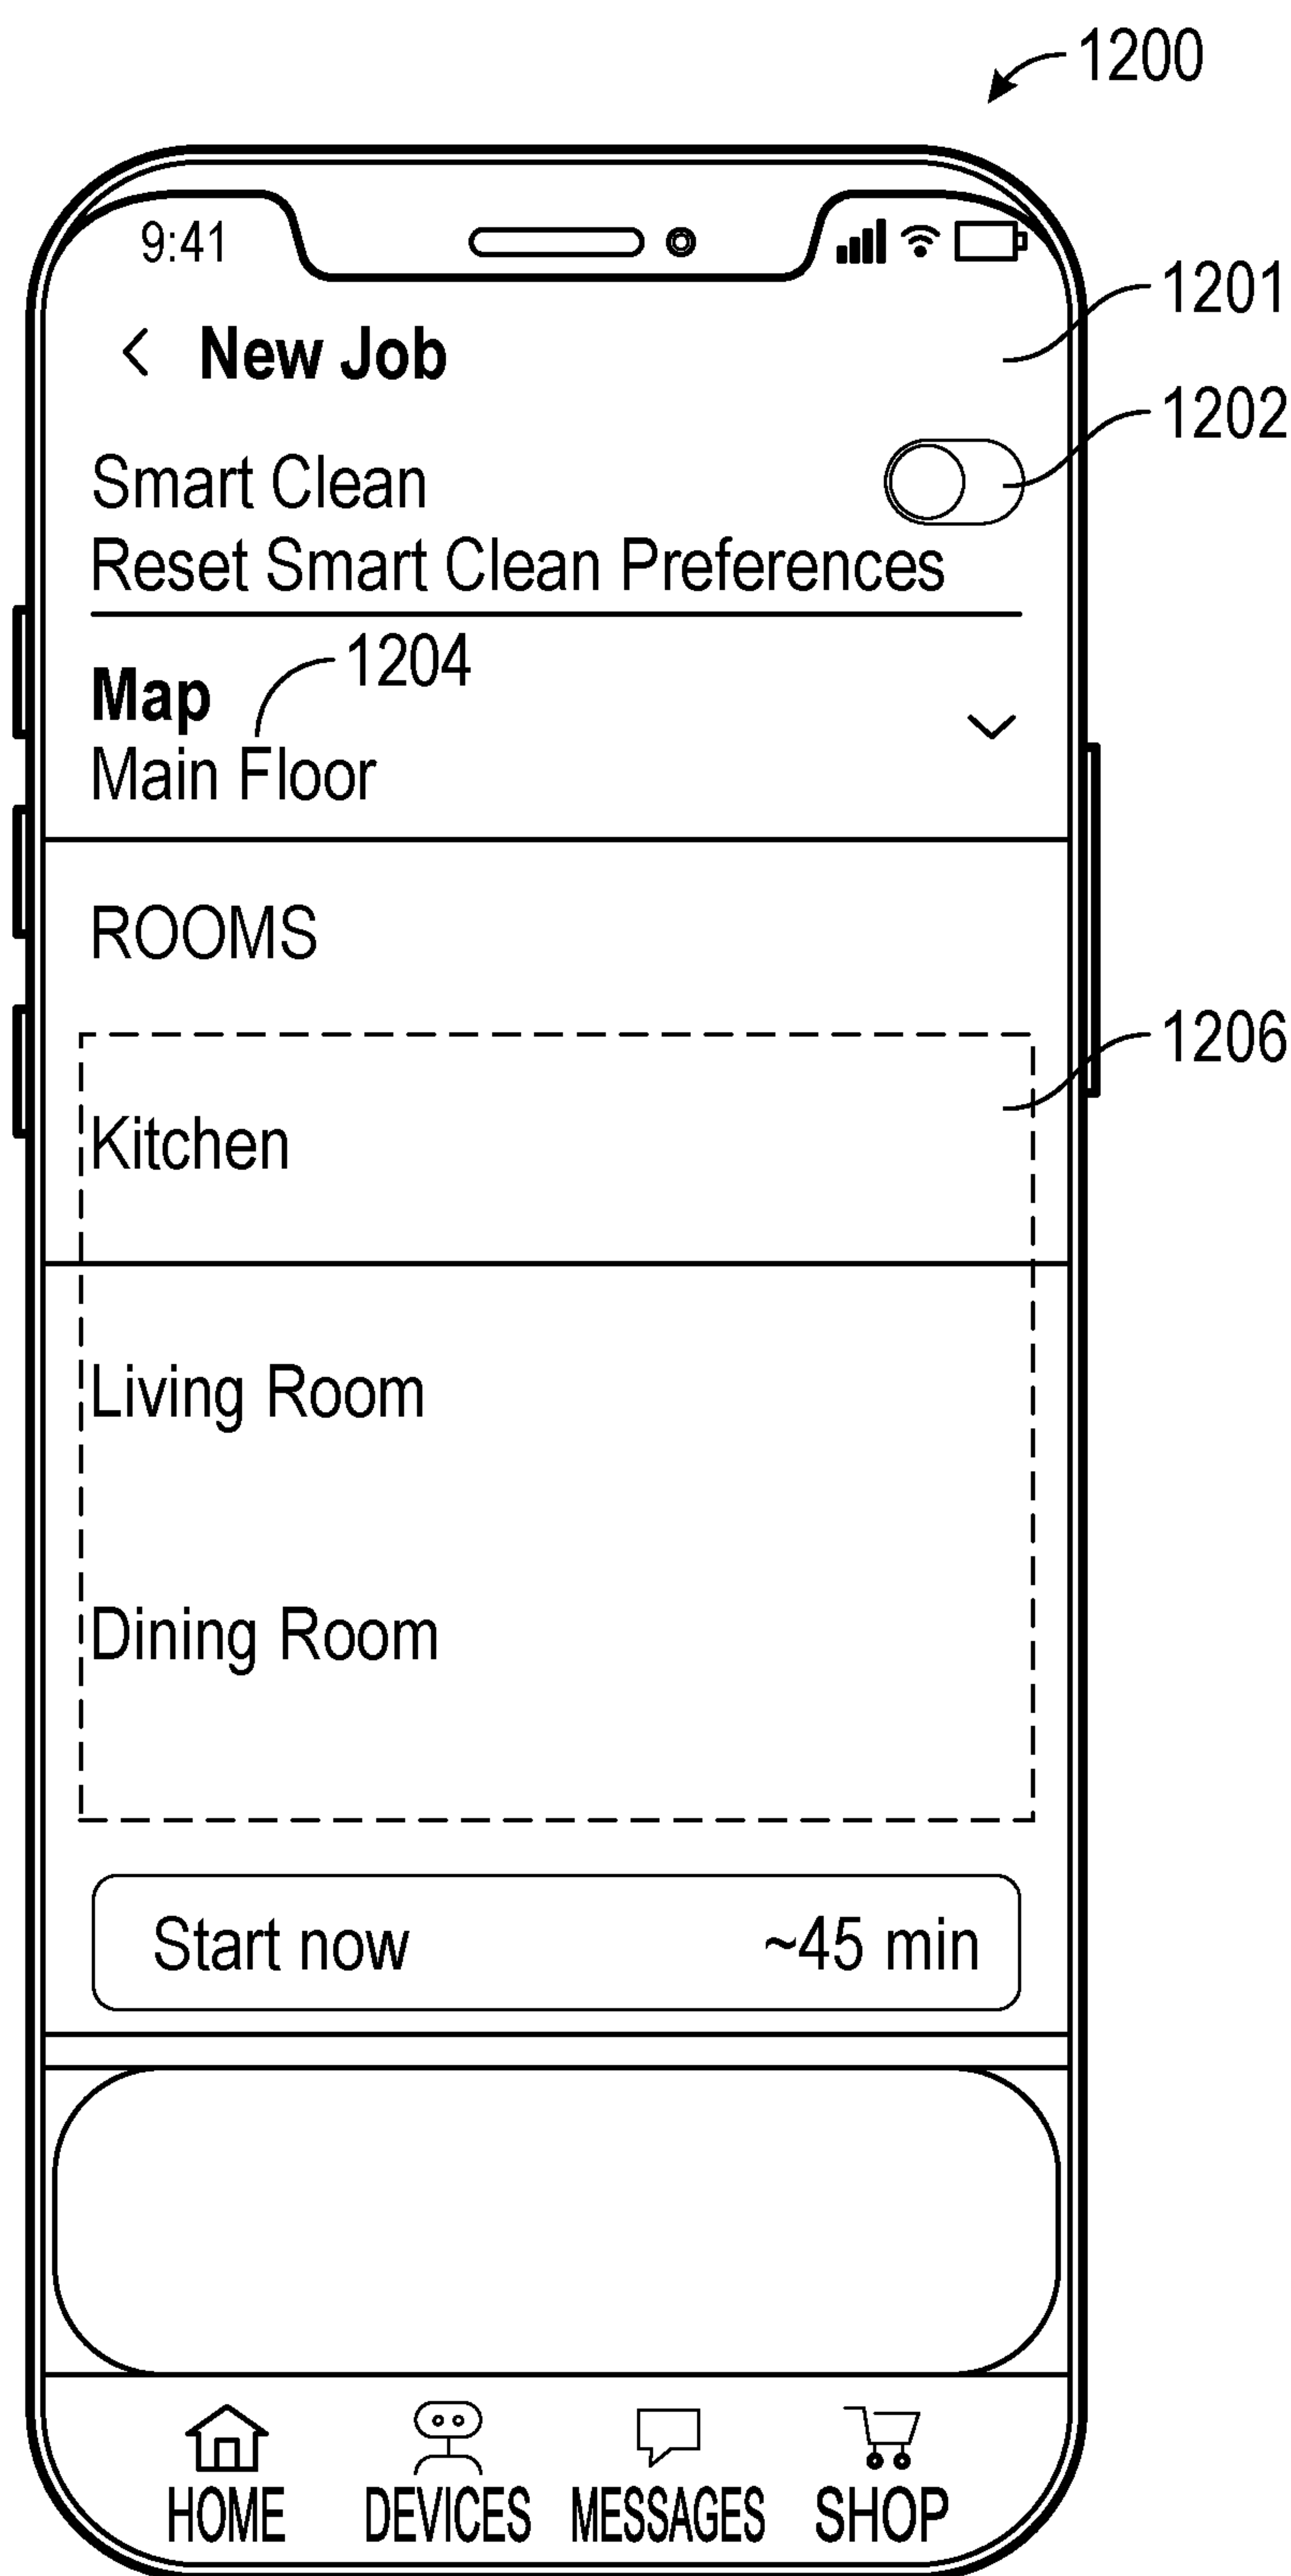 1200
9:41
1201
< New Job
1202
Smart Clean
Reset Smart Clean Preferences
1204
Map
Main Floor
ROOMS
1206
Kitchen
Living Room
Dining Room
Start now ~45 min
HOME DEVICES MESSAGES SHOP